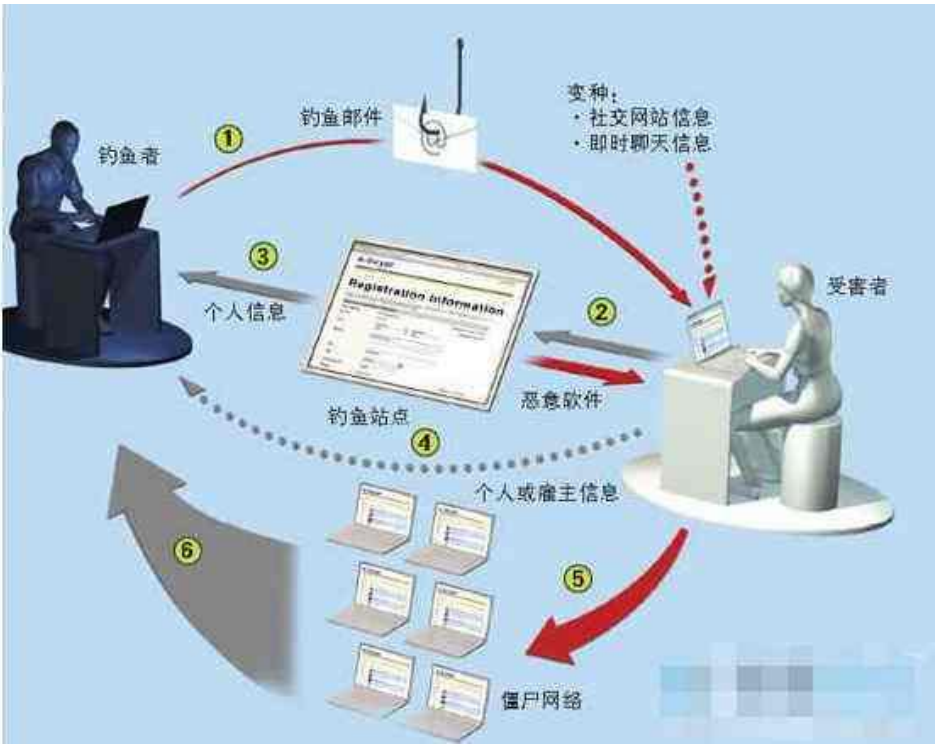 变种：
·社交网站信息
·即时聊天信息
钓鱼邮件
①
钓鱼者
③
个人信息
Registration Information
②
受害者
恶意软件
钓鱼站点
④
个人或雇主信息
⑥
⑤
僵尸网络